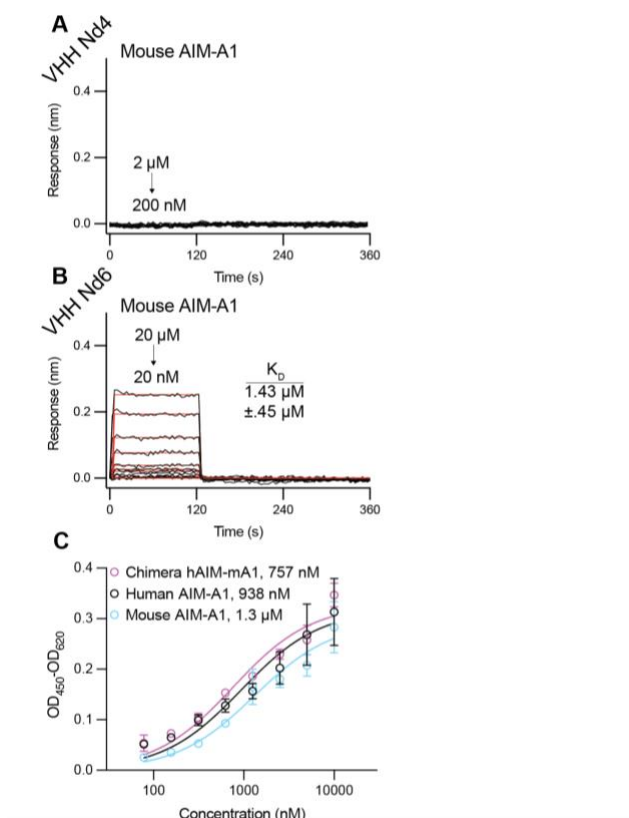 A
VHH Nd4
Mouse AIM-A1
Response (nm)
0.4
0.2
0.0
2 µM
200 nM
0 120 240 360
Time (s)
B
VHH Nd6
Mouse AIM-A1
Response (nm)
0.4
0.2
0.0
20 µM
20 nM
K_D
1.43 µM
±.45 µM
0 120 240 360
Time (s)
C
OD450-OD620
0.4
0.3
0.2
0.1
0.0
Chimera hAIM-mA1, 757 nM
Human AIM-A1, 938 nM
Mouse AIM-A1, 1.3 µM
100 1000 10000
Concentration (nM)